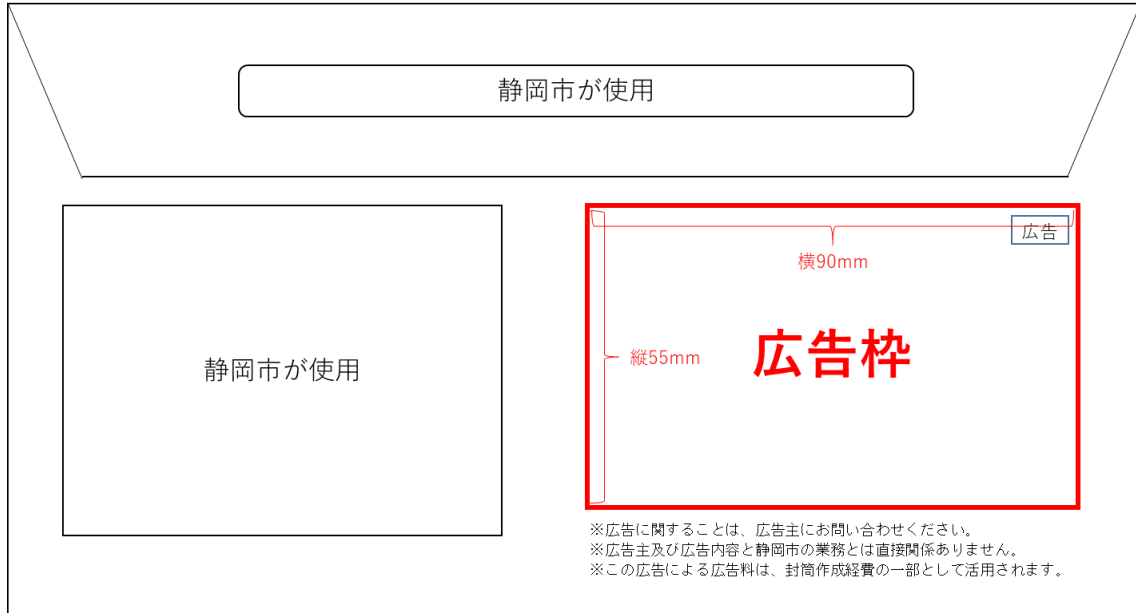 静岡市が使用
静岡市が使用
広告
横90mm
縦55mm
広告枠
※広告に関することは、広告主にお問い合わせください。
※広告主及び広告内容と静岡市の業務とは直接関係ありません。
※この広告による広告料は、封筒作成経費の一部として活用されます。